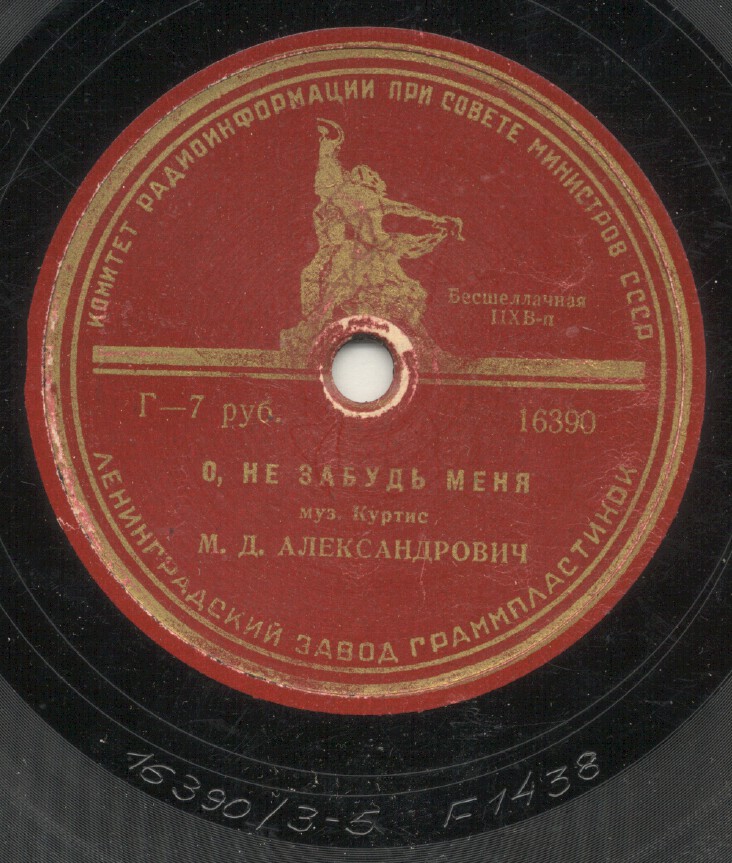 КОМИТЕТ РАДИОИНФОРМАЦИИ ПРИ СОВЕТЕ МИНИСТРОВ СССР
Бесшеллачная
ПХВ-п
Г—7 руб.
16390
О, НЕ ЗАБУДЬ МЕНЯ
муз. Куртис
М. Д. АЛЕКСАНДРОВИЧ
ЛЕНИНГРАДСКИЙ ЗАВОД ГРАММПЛАСТИНОК
16390/3-5 F1438